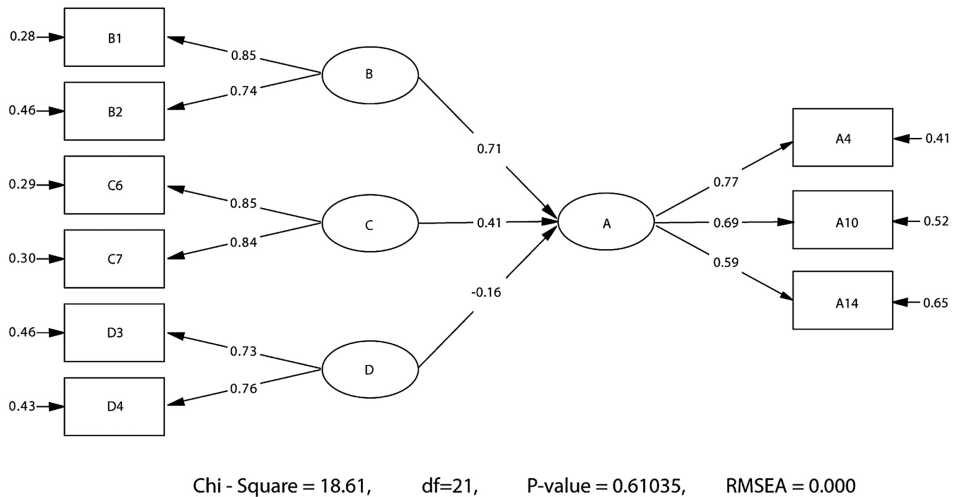 0.28 B1
0.85
B
0.46 B2
0.74
0.71
0.29 C6
0.85
C
0.41
0.30 C7
0.84
0.46 D3
0.73
-0.16
D
0.43 D4
0.76
A
0.77
A4 0.41
0.69
A10 0.52
0.59
A14 0.65
Chi - Square = 18.61, df=21, P-value = 0.61035, RMSEA = 0.000